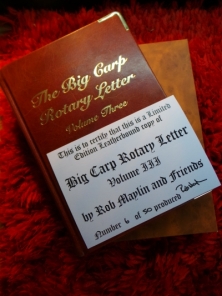 The Big Carp
Rotary Letter
Volume Three
This is to certify that this is a Limited
Edition Leatherbound copy of
Big Carp Rotary Letter
Volume III
by Rob Maylin and Friends
Number 6 of 50 produced